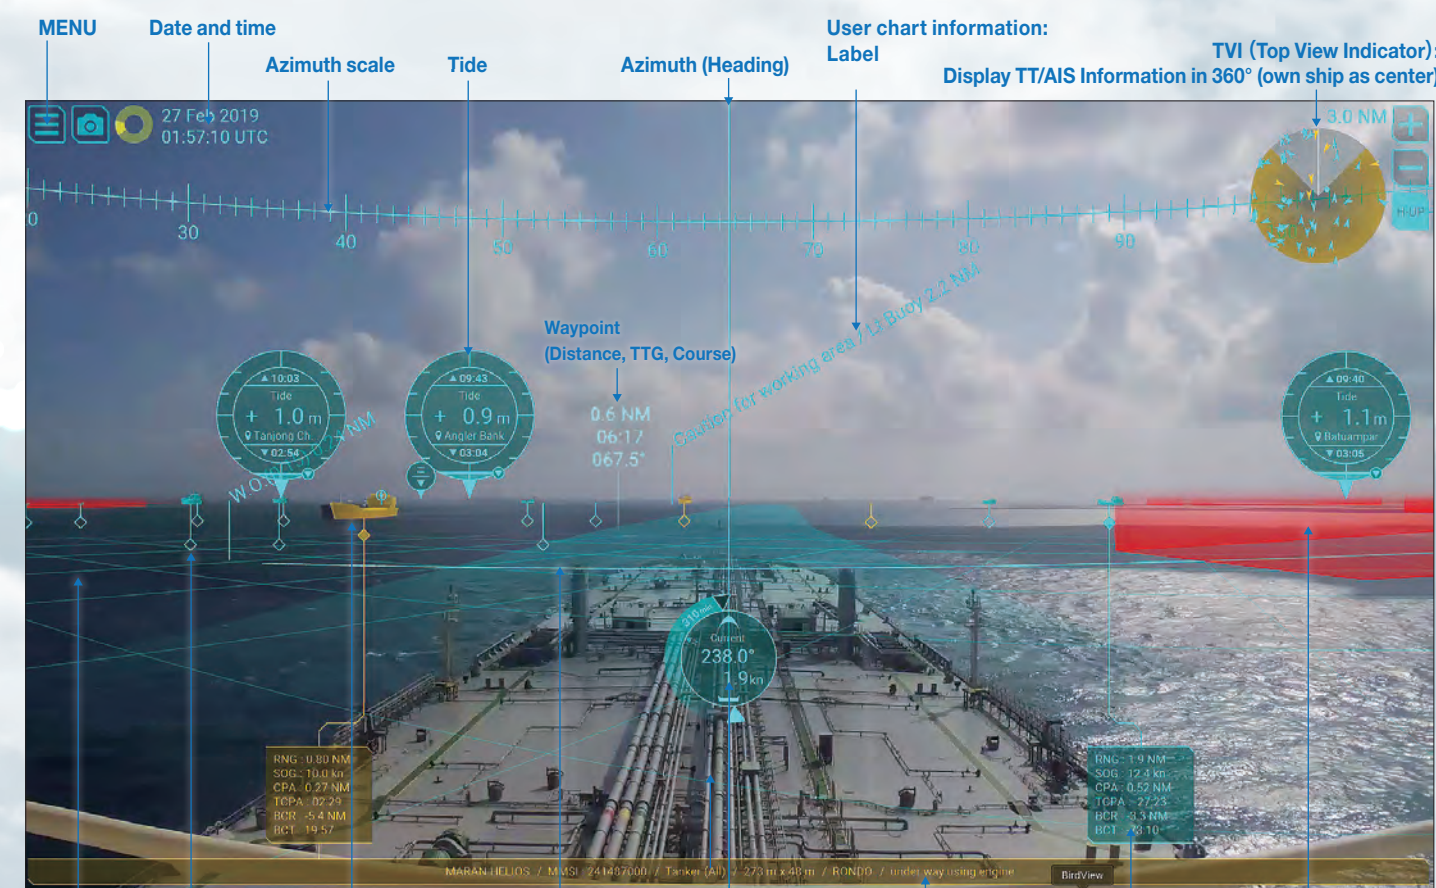 MENU
Date and time
User chart information:
Label
Azimuth scale
Tide
Azimuth (Heading)
TVI (Top View Indicator):
Display TT/AIS Information in 360° (own ship as center)
27 Feb 2019
01:57:10 UTC
3.0 NM
H UP
0
30
40
50
60
70
80
90
Waypoint
(Distance, TTG, Course)
0.6 NM
06:17
067.5°
Caution for working area / Lt Buoy 2.2 NM
▲ 10:03
Tide
+ 1.0 m
Tanjong Ch.
▼ 02:54
▲ 09:43
Tide
+ 0.9 m
Angler Bank
▼ 03:04
▲ 09:40
Tide
+ 1.1 m
Batuampar
▼ 03:05
NM
Current
238.0°
1.9 kn
RNG : 0.80 NM
SOG : 10.0 kn
CPA : 0.27 NM
TCPA : 02:29
BCR : -5.4 NM
BCT : 19:57
RNG : 1.9 NM
SOG : 12.4 kn
CPA : 0.52 NM
TCPA : -27:23
BCR : -3.3 NM
BCT :
MARAN HELIOS / MMSI : 241487000 / Tanker (All) / 273 m x 48 m / RONDO / under way using engine
BirdView